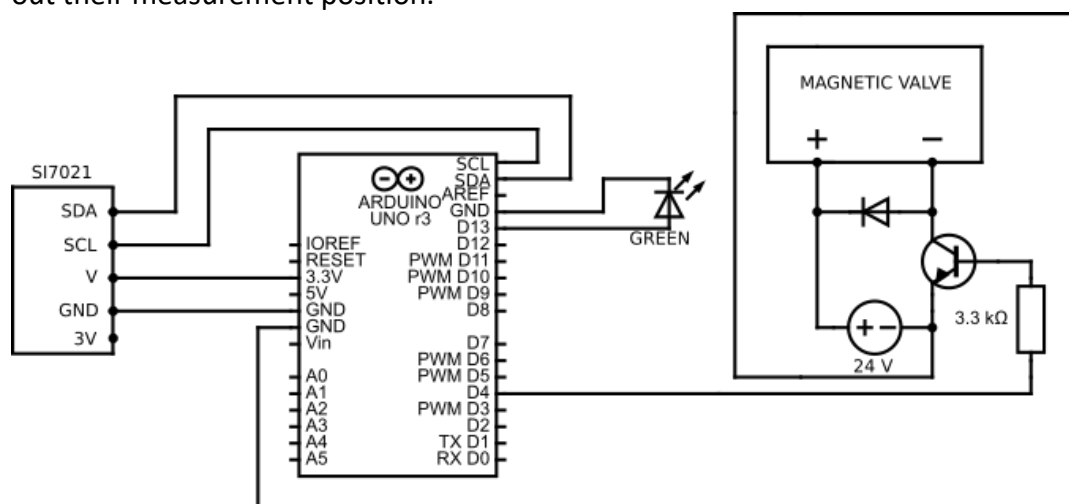 out their measurement position.
MAGNETIC VALVE
+ −
SI7021
SDA
SCL
V
GND
3V
ARDUINO
UNO r3
IOREF
RESET
3.3V
5V
GND
GND
Vin
A0
A1
A2
A3
A4
A5
SCL
SDA
AREF
GND
D13
D12
PWM D11
PWM D10
PWM D9
D8
D7
PWM D6
PWM D5
D4
PWM D3
D2
TX D1
RX D0
GREEN
+ -
24 V
3.3 kΩ